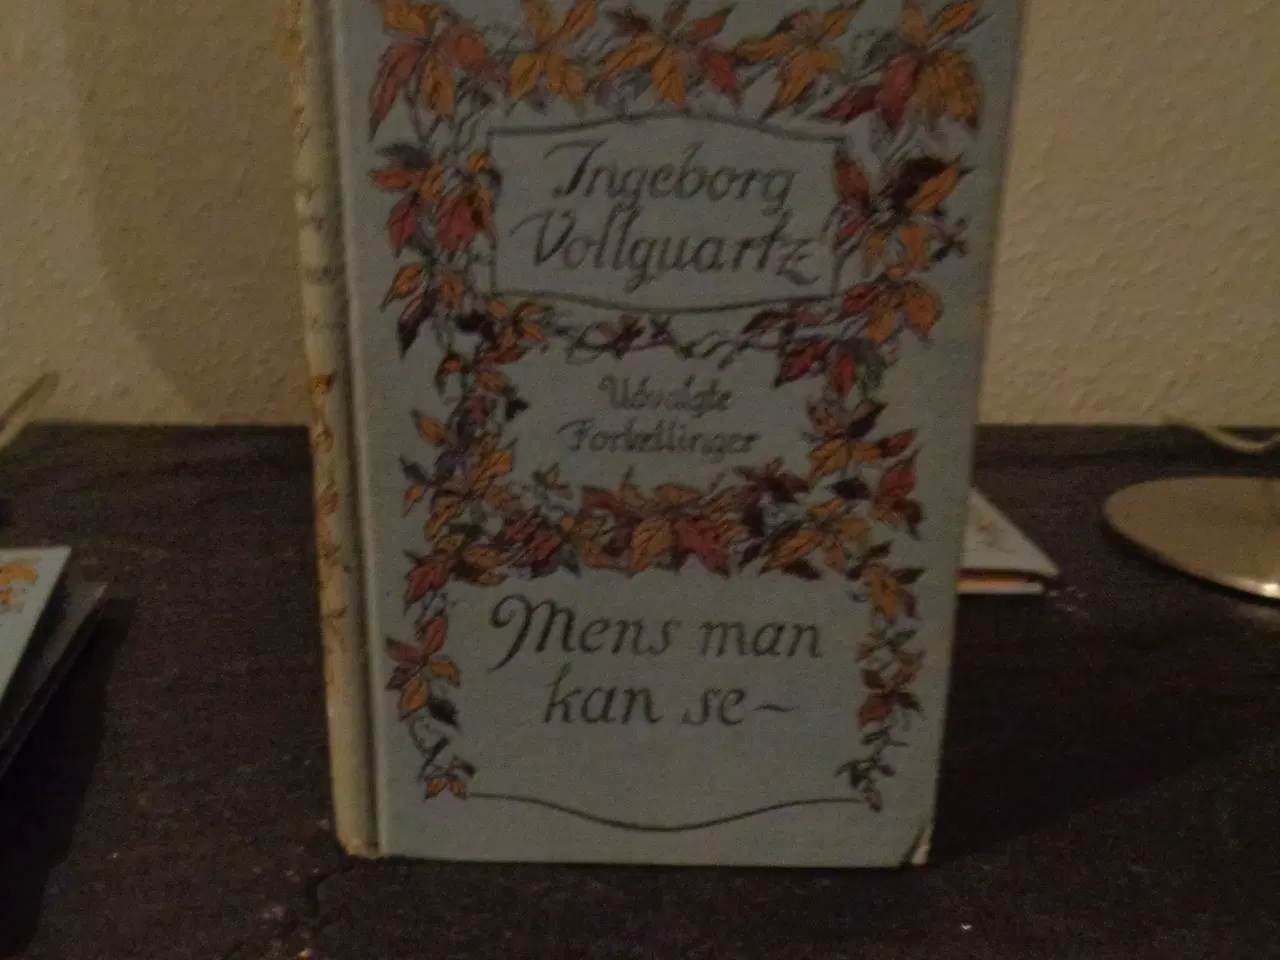 Ingeborg
Vollquartz
Udvalgte
Fortællinger
Mens man
kan se~